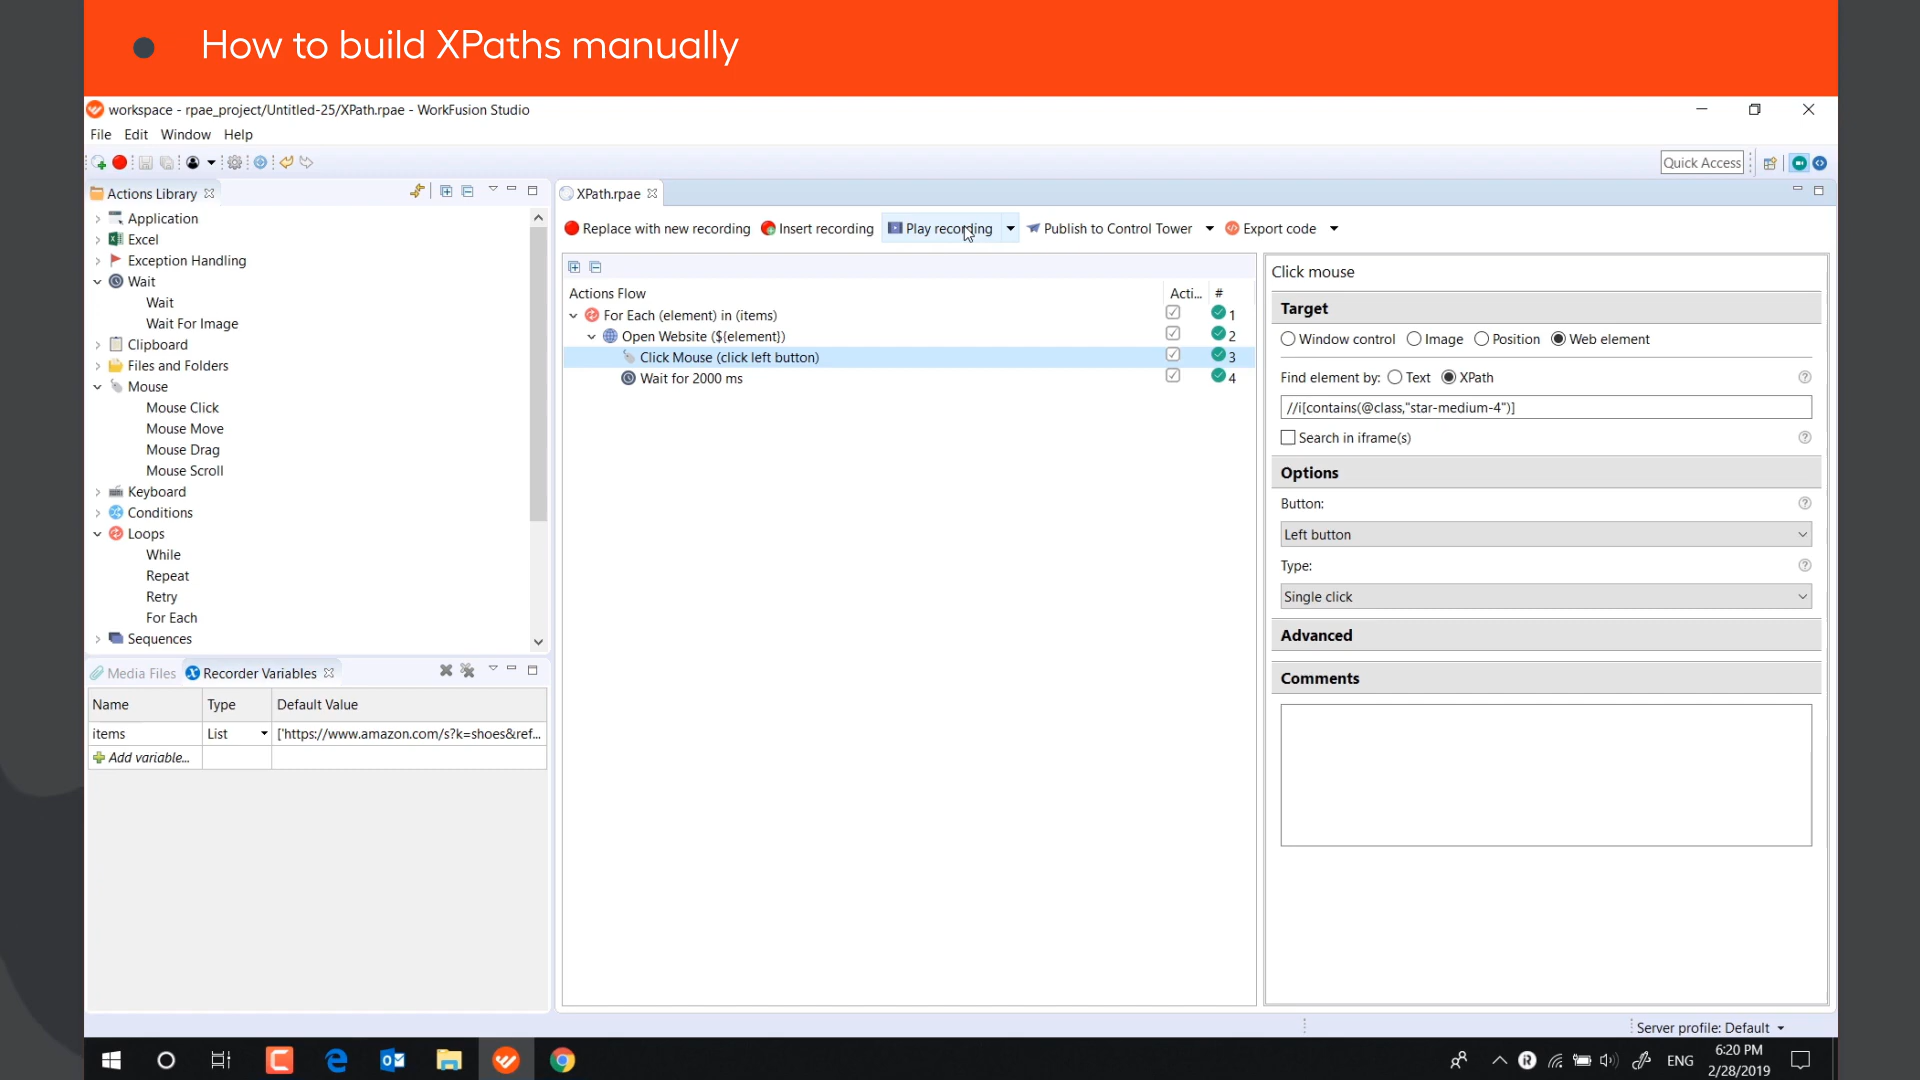 How to build XPaths manually
workspace - rpae_project/Untitled-25/XPath.rpae - WorkFusion Studio
File Edit Window Help
Quick Access
Actions Library
Application
Excel
Exception Handling
Wait
Wait
Wait For Image
Clipboard
Files and Folders
Mouse
Mouse Click
Mouse Move
Mouse Drag
Mouse Scroll
Keyboard
Conditions
Loops
While
Repeat
Retry
For Each
Sequences
Media Files Recorder Variables
Name Type Default Value
items List ['https://www.amazon.com/s?k=shoes&ref...
Add variable...
XPath.rpae
Replace with new recording Insert recording Play recording Publish to Control Tower Export code
Actions Flow Acti... #
For Each (element) in (items) 1
Open Website (${element}) 2
Click Mouse (click left button) 3
Wait for 2000 ms 4
Click mouse
Target
Window control Image Position Web element
Find element by: Text XPath
//i[contains(@class,"star-medium-4")]
Search in iframe(s)
Options
Button:
Left button
Type:
Single click
Advanced
Comments
Server profile: Default
ENG
6:20 PM
2/28/2019